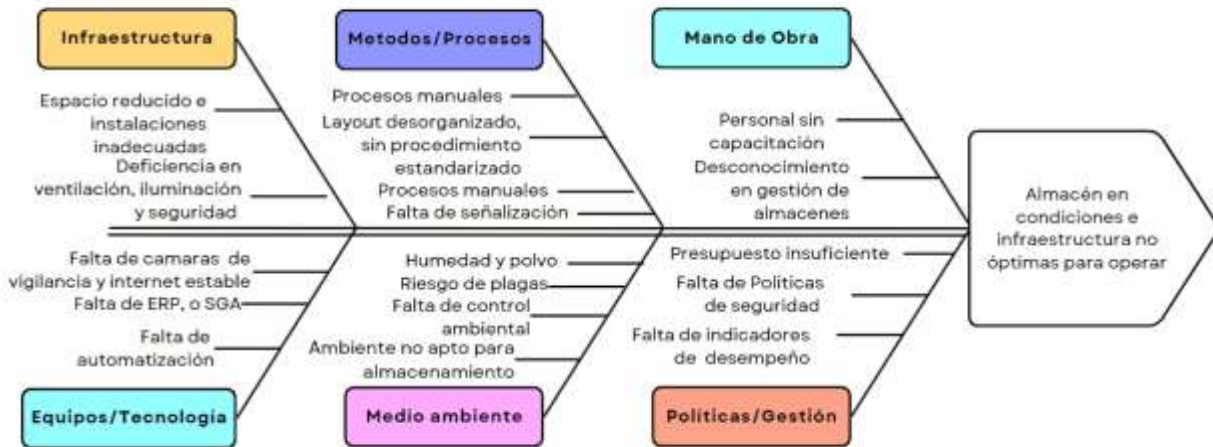 Infraestructura
Espacio reducido e
instalaciones
inadecuadas
Deficiencia en
ventilación, iluminación
y seguridad
Metodos/Procesos
Procesos manuales
Layout desorganizado,
sin procedimiento
estandarizado
Procesos manuales
Falta de señalización
Mano de Obra
Personal sin
capacitación
Desconocimiento
en gestión de
almacenes
Almacén en
condiciones e
infraestructura no
óptimas para operar
Falta de camaras de
vigilancia y internet estable
Falta de ERP, o SGA
Falta de
automatización
Equipos/Tecnología
Humedad y polvo
Riesgo de plagas
Falta de control
ambiental
Ambiente no apto para
almacenamiento
Medio ambiente
Presupuesto insuficiente
Falta de Politicas
de seguridad
Falta de indicadores
de desempeño
Políticas/Gestión